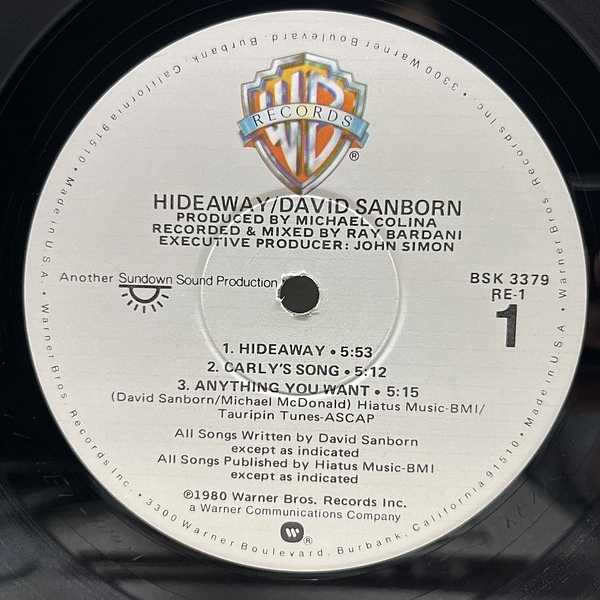 WB
RECORDS
®
HIDEAWAY/DAVID SANBORN
PRODUCED BY MICHAEL COLINA
RECORDED & MIXED BY RAY BARDANI
EXECUTIVE PRODUCER: JOHN SIMON
Another Sundown Sound Production
BSK 3379
RE-1
1
1. HIDEAWAY • 5:53
2. CARLY'S SONG • 5:12
3. ANYTHING YOU WANT • 5:15
(David Sanborn/Michael McDonald) Hiatus Music-BMI/
Tauripin Tunes-ASCAP
All Songs Written by David Sanborn
except as indicated
All Songs Published by Hiatus Music-BMI
except as indicated
℗1980 Warner Bros. Records Inc.
a Warner Communications Company
®
Made in U.S.A. • Warner Bros. Records Inc. • 3300 Warner Boulevard, Burbank, California 91510 •
Made in U.S.A. • Warner Bros. Records Inc. • 3300 Warner Boulevard, Burbank, California 91510 •